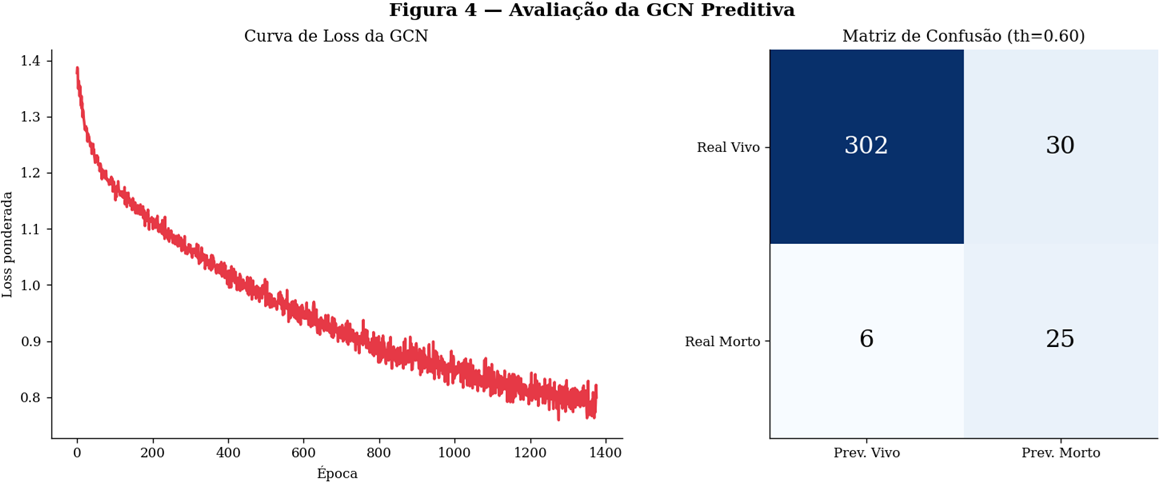 Figura 4 — Avaliação da GCN Preditiva
Curva de Loss da GCN
Loss ponderada
1.4
1.3
1.2
1.1
1.0
0.9
0.8
0
200
400
600
800
1000
1200
1400
Época
Matriz de Confusão (th=0.60)
Real Vivo
302
30
Real Morto
6
25
Prev. Vivo
Prev. Morto